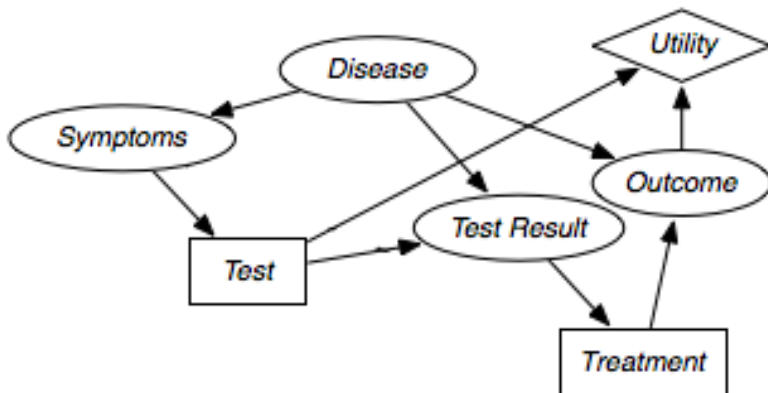 Utility
Disease
Symptoms
Outcome
Test Result
Test
Treatment